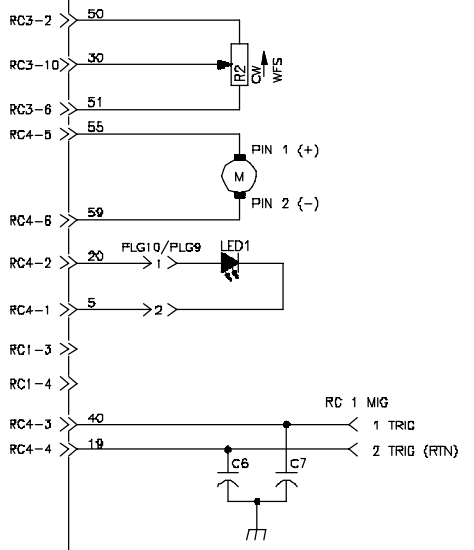 RC3-2 50
RC3-10 30 R2 CW WFS
RC3-6 51
RC4-5 55
PIN 1 (+)
M
PIN 2 (-)
RC4-6 59
RC4-2 20 PLG10/PLG9 1 LED1
RC4-1 5 2
RC1-3
RC1-4
RC 1 MIG
RC4-3 40 1 TRIG
RC4-4 19 2 TRIG (RTN)
C6 C7